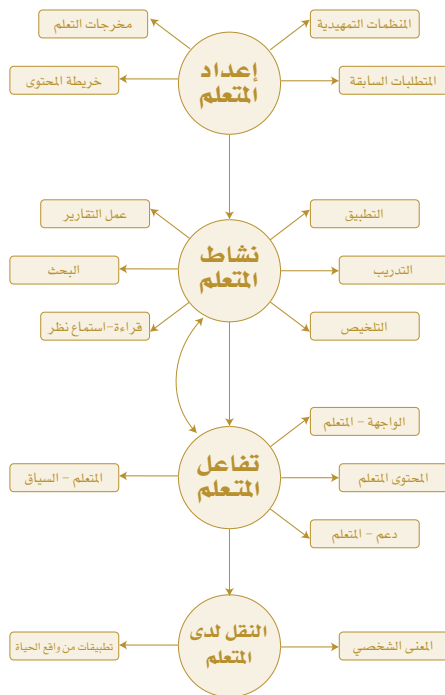 المنظمات التمهيدية
مخرجات التعلم
إعداد
المتعلم
المتطلبات السابقة
خريطة المحتوى
التطبيق
عمل التقارير
نشاط
المتعلم
التدريب
البحث
التلخيص
قراءة-استماع نظر
الواجهة - المتعلم
تفاعل
المتعلم
المحتوى المتعلم
المتعلم - السياق
دعم - المتعلم
النقل لدى
المتعلم
المعنى الشخصي
تطبيقات من واقع الحياة